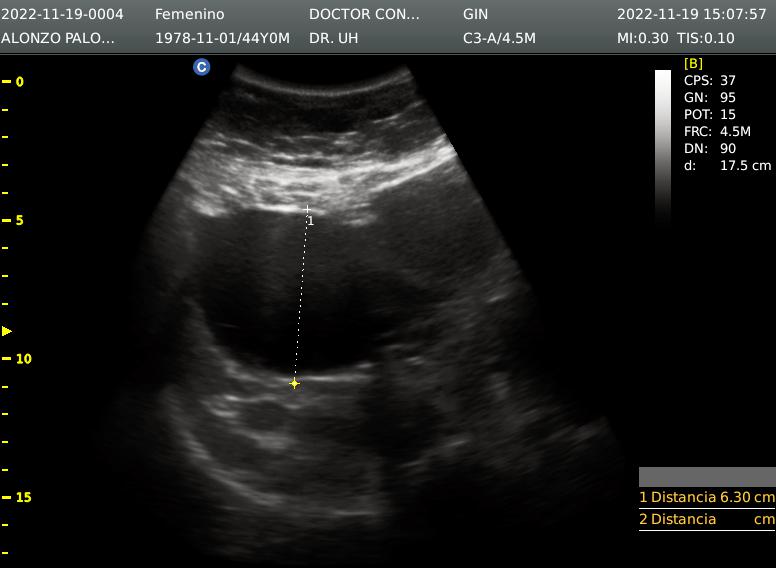 2022-11-19-0004 Femenino DOCTOR CON... GIN 2022-11-19 15:07:57
ALONZO PALO... 1978-11-01/44Y0M DR. UH C3-A/4.5M MI:0.30 TIS:0.10
C
[B]
CPS: 37
GN: 95
POT: 15
FRC: 4.5M
DN: 90
d: 17.5 cm
0
5
10
15
1
1 Distancia 6.30 cm
2 Distancia cm